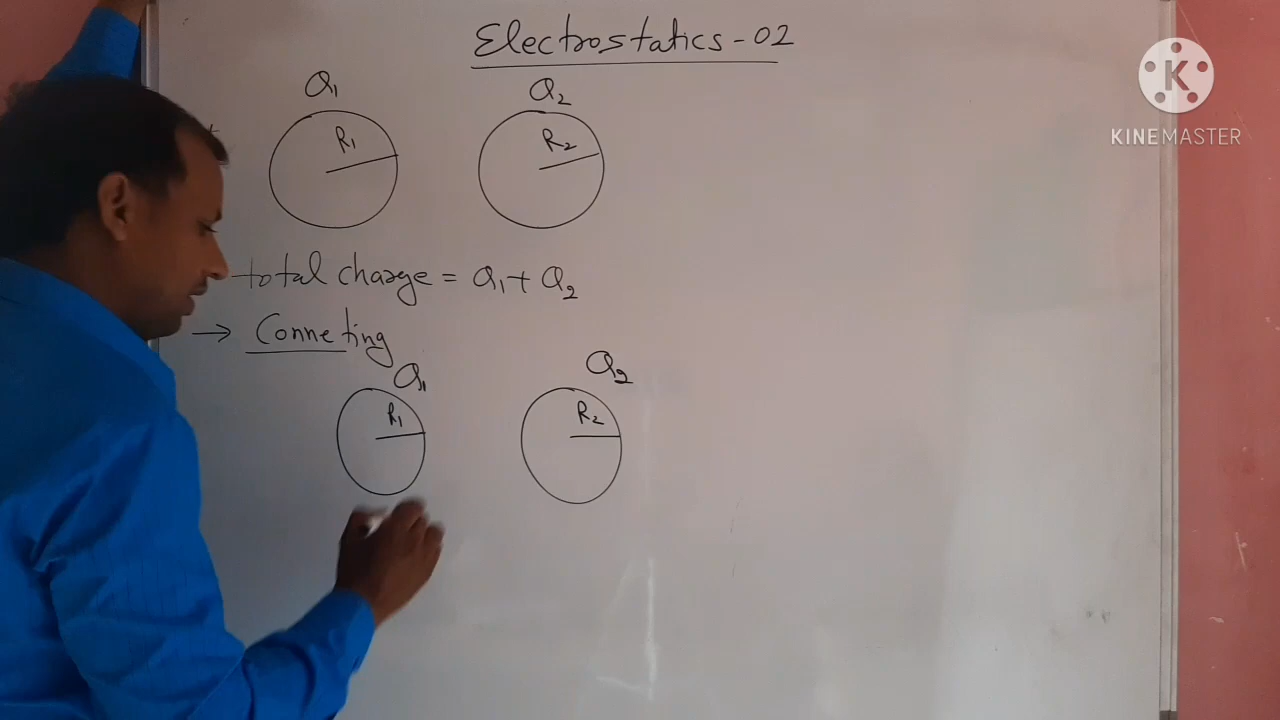 Electrostatics-02
Q1 Q2
R1 R2
total charge = Q1 + Q2
→ Conneting
Q1 Q2
R1 R2
K
KINEMASTER